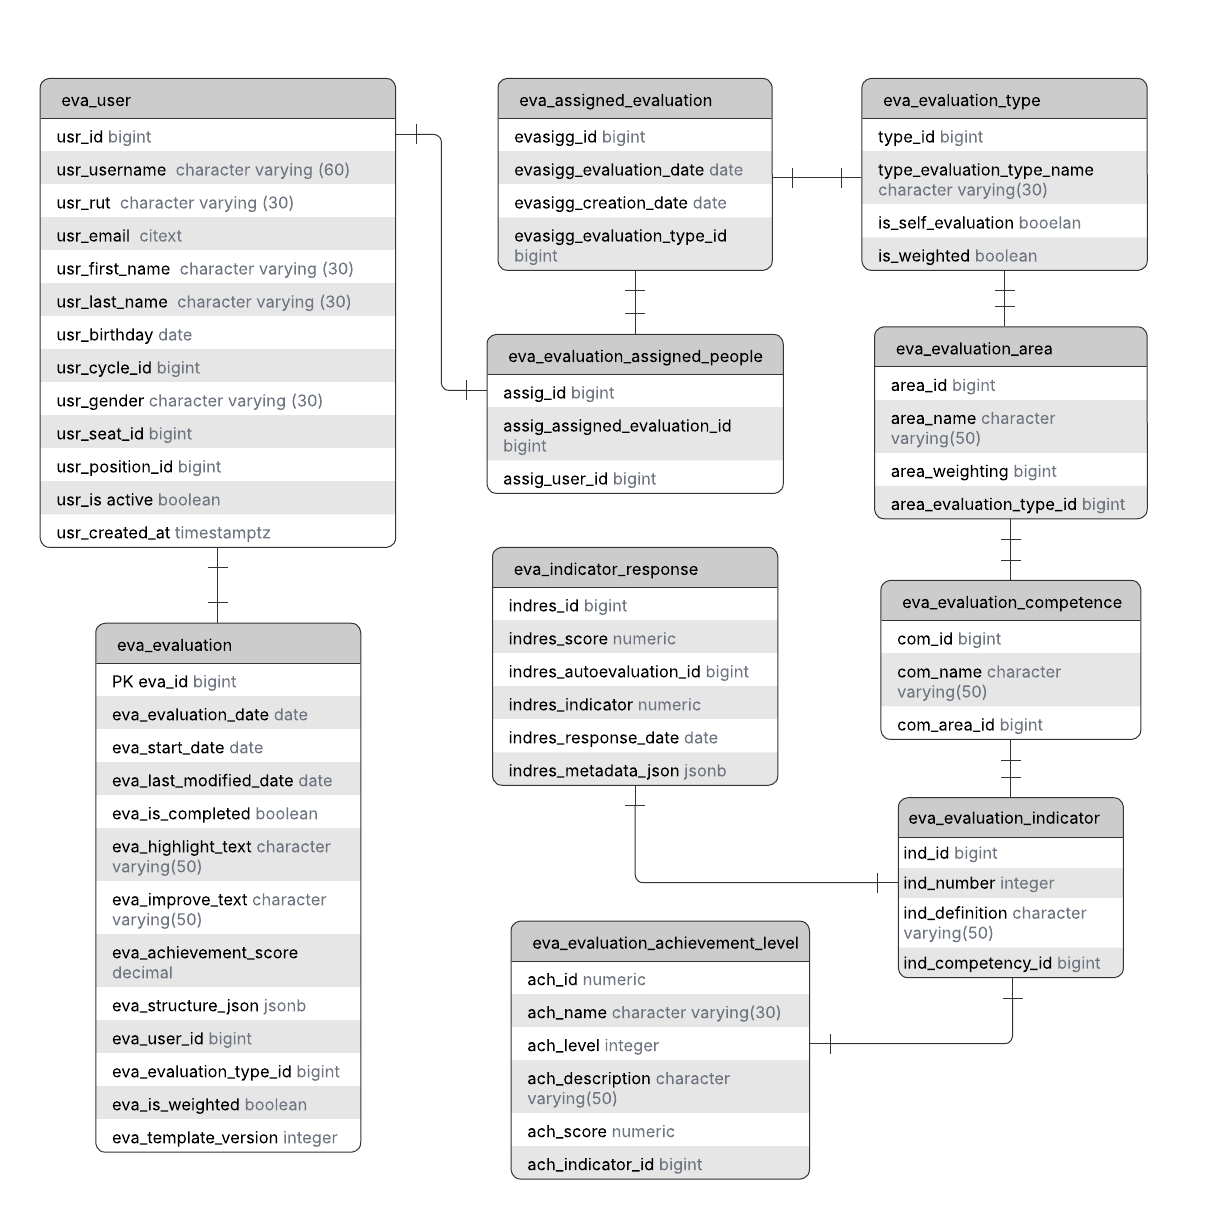 eva_user
usr_id bigint
usr_username character varying (60)
usr_rut character varying (30)
usr_email citext
usr_first_name character varying (30)
usr_last_name character varying (30)
usr_birthday date
usr_cycle_id bigint
usr_gender character varying (30)
usr_seat_id bigint
usr_position_id bigint
usr_is active boolean
usr_created_at timestamptz
eva_evaluation
PK eva_id bigint
eva_evaluation_date date
eva_start_date date
eva_last_modified_date date
eva_is_completed boolean
eva_highlight_text character
varying(50)
eva_improve_text character
varying(50)
eva_achievement_score
decimal
eva_structure_json jsonb
eva_user_id bigint
eva_evaluation_type_id bigint
eva_is_weighted boolean
eva_template_version integer
eva_assigned_evaluation
evasigg_id bigint
evasigg_evaluation_date date
evasigg_creation_date date
evasigg_evaluation_type_id
bigint
eva_evaluation_assigned_people
assig_id bigint
assig_assigned_evaluation_id
bigint
assig_user_id bigint
eva_indicator_response
indres_id bigint
indres_score numeric
indres_autoevaluation_id bigint
indres_indicator numeric
indres_response_date date
indres_metadata_json jsonb
eva_evaluation_achievement_level
ach_id numeric
ach_name character varying(30)
ach_level integer
ach_description character
varying(50)
ach_score numeric
ach_indicator_id bigint
eva_evaluation_type
type_id bigint
type_evaluation_type_name
character varying(30)
is_self_evaluation booelan
is_weighted boolean
eva_evaluation_area
area_id bigint
area_name character
varying(50)
area_weighting bigint
area_evaluation_type_id bigint
eva_evaluation_competence
com_id bigint
com_name character
varying(50)
com_area_id bigint
eva_evaluation_indicator
ind_id bigint
ind_number integer
ind_definition character
varying(50)
ind_competency_id bigint